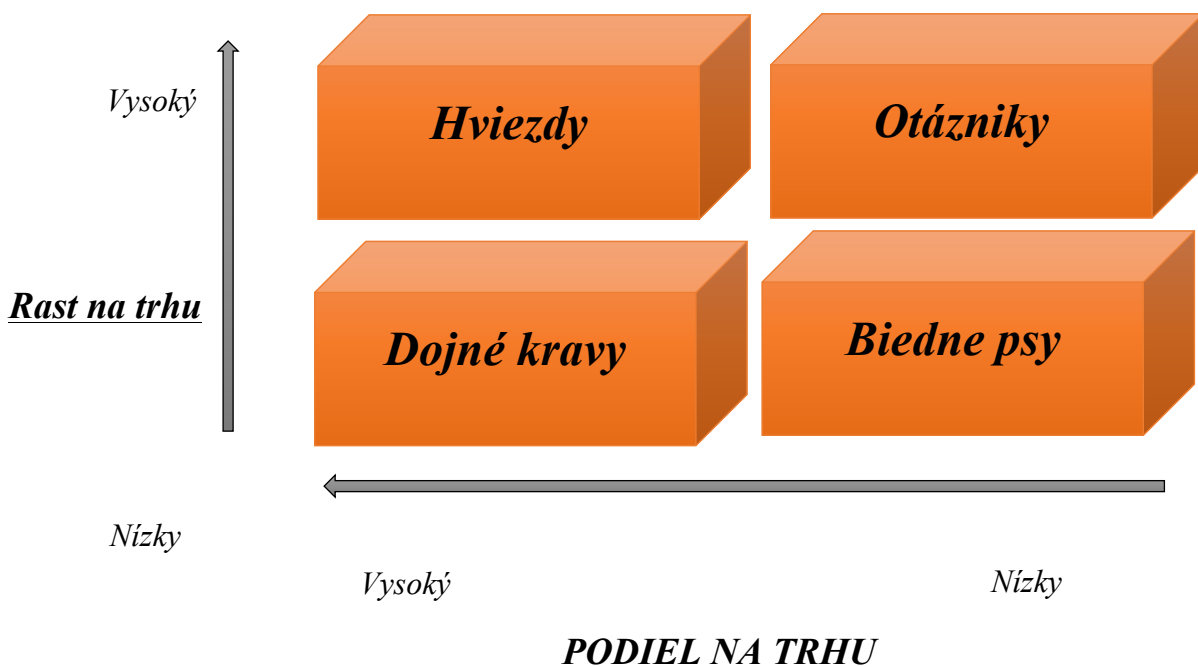 Vysoký
Hviezdy
Otázniky
Rast na trhu
Dojné kravy
Biedne psy
Nízky
Vysoký
Nízky
PODIEL NA TRHU